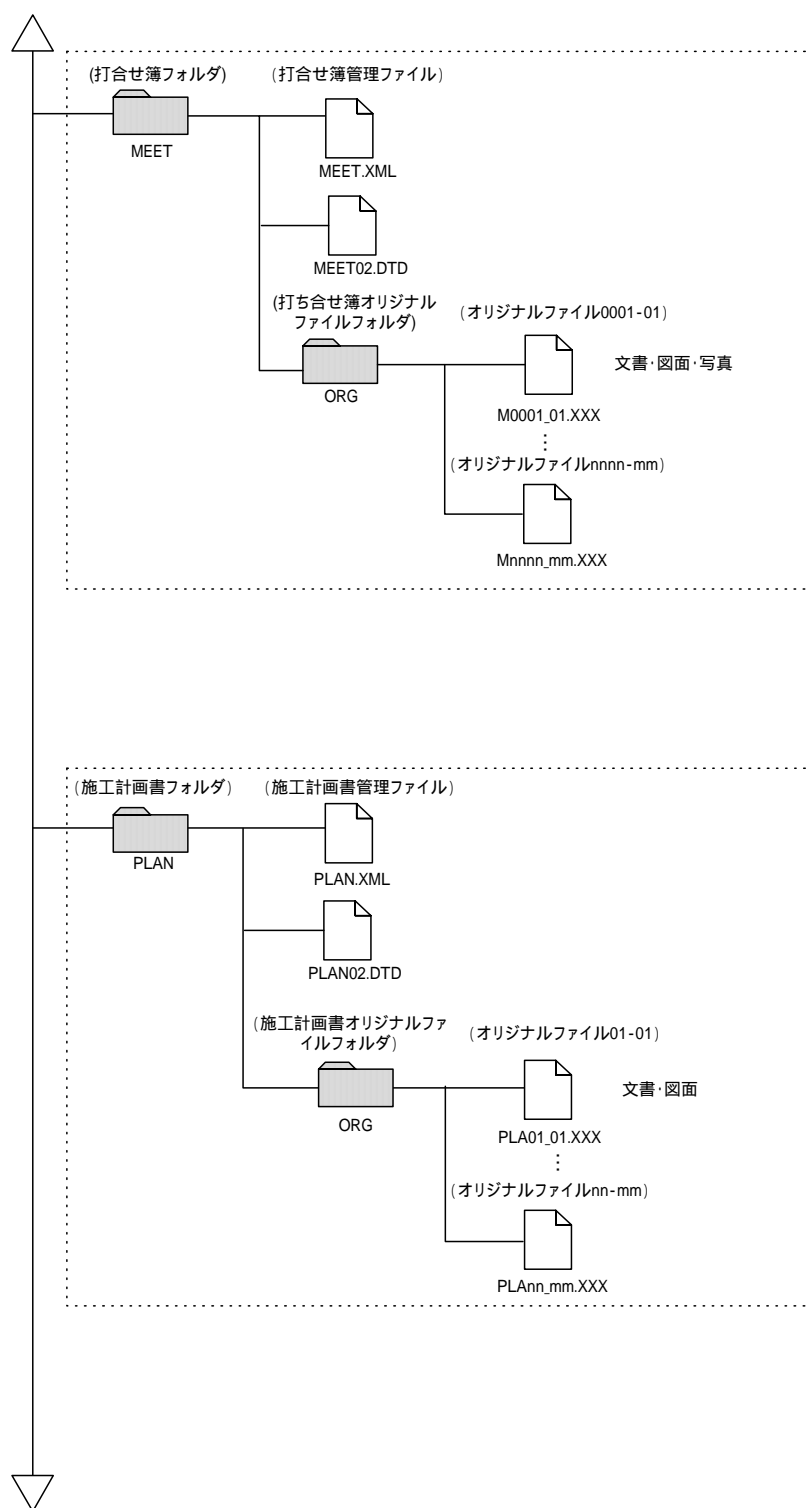 (打合せ簿フォルダ)
(打合せ簿管理ファイル)
MEET
MEET.XML
MEET02.DTD
(打ち合せ簿オリジナル
ファイルフォルダ)
(オリジナルファイル0001-01)
文書・図面・写真
ORG
M0001_01.XXX
⋮
(オリジナルファイルnnnn-mm)
Mnnnn_mm.XXX
(施工計画書フォルダ)
(施工計画書管理ファイル)
PLAN
PLAN.XML
PLAN02.DTD
(施工計画書オリジナルファ
イルフォルダ)
(オリジナルファイル01-01)
文書・図面
ORG
PLA01_01.XXX
⋮
(オリジナルファイルnn-mm)
PLAnn_mm.XXX